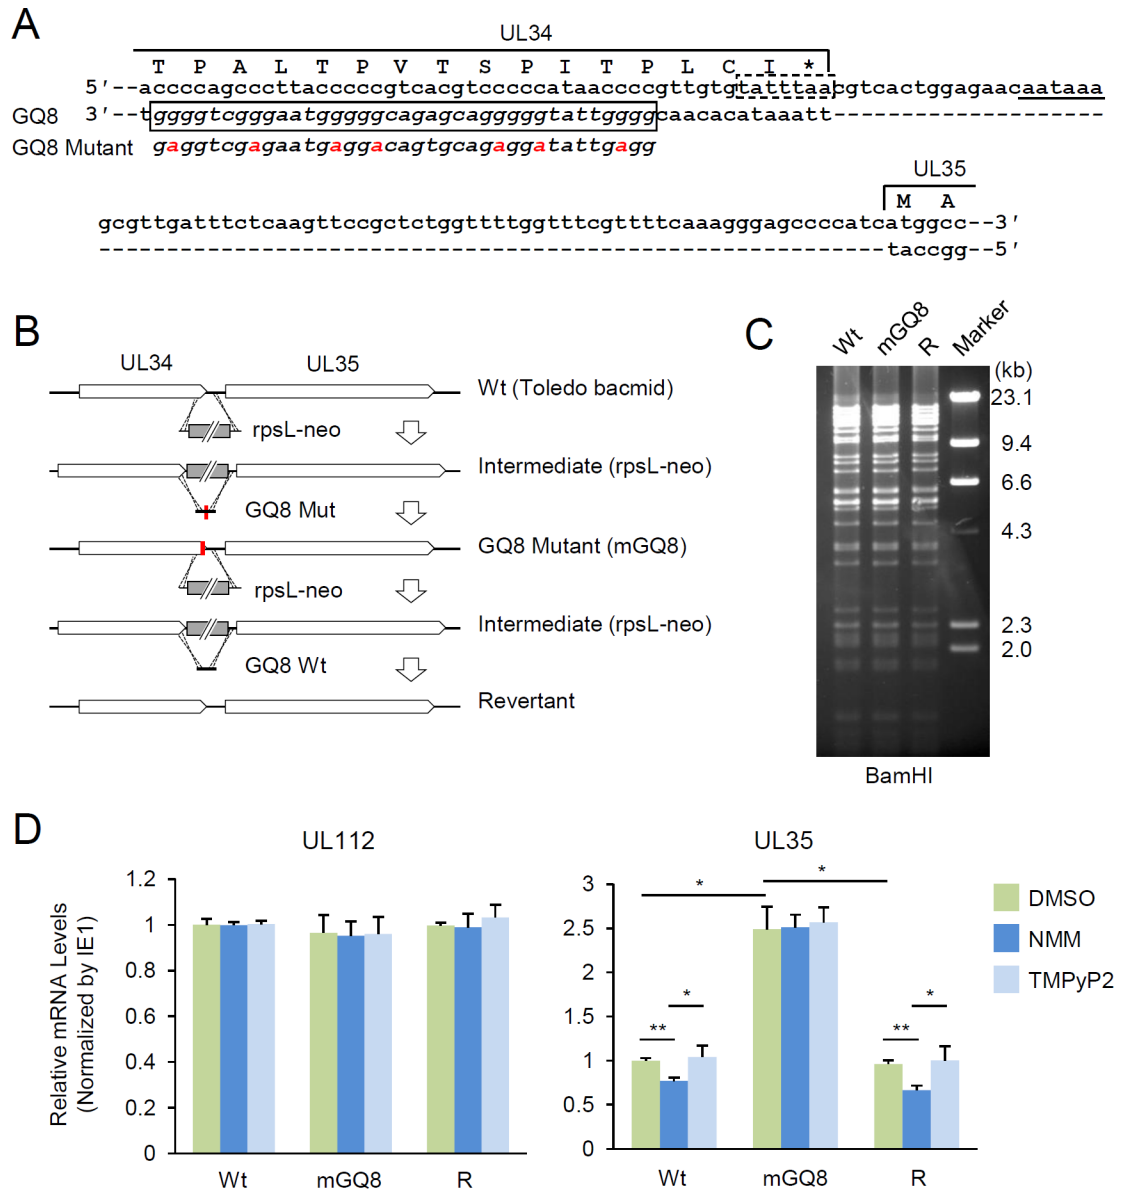 A
UL34
T P A L T P V T S P I T P L C I *
5′--accccagcccttacccccgtcacgtcccccataaccccgttgtgtatttaacgtcactggagaacaataaa
GQ8 3′--tggggtcgggaatgggggcagagcagggggtattggggcaacacataaatt----------------------
GQ8 Mutant gaggtcgagaatgaggacagtgcagaggatattgagg
UL35
M A
gcgttgatttctcaagttccgctctggttttggtttcgttttcaaagggagccccatcatggcc--3′
----------------------------------------------------------taccgg--5′
B
UL34 UL35
Wt (Toledo bacmid)
rpsL-neo
Intermediate (rpsL-neo)
GQ8 Mut
GQ8 Mutant (mGQ8)
rpsL-neo
Intermediate (rpsL-neo)
GQ8 Wt
Revertant
C
Wt mGQ8 R Marker
(kb)
23.1
9.4
6.6
4.3
2.3
2.0
BamHI
D
UL112
Relative mRNA Levels
(Normalized by IE1)
1.2
1
0.8
0.6
0.4
0.2
0
Wt mGQ8 R
UL35
3
2.5
2
1.5
1
0.5
0
* *
** * ** *
Wt mGQ8 R
DMSO
NMM
TMPyP2